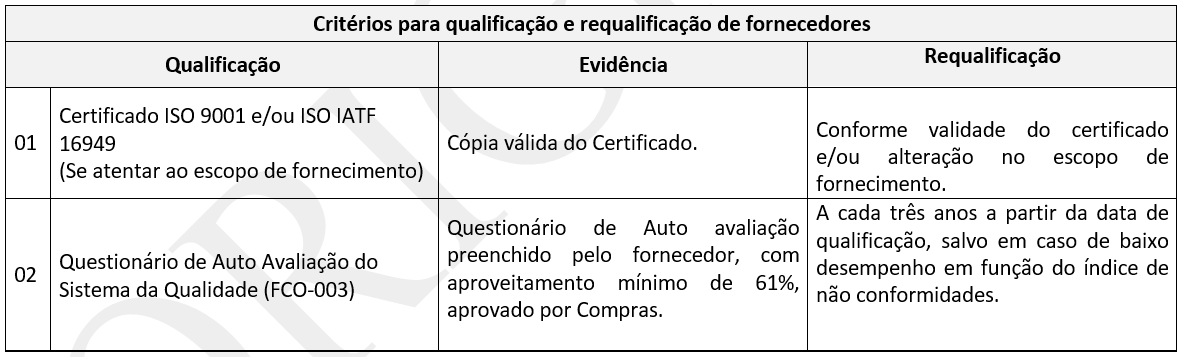 Critérios para qualificação e requalificação de fornecedores
Qualificação
Evidência
Requalificação
01
Certificado ISO 9001 e/ou ISO IATF
16949
(Se atentar ao escopo de fornecimento)
Cópia válida do Certificado.
Conforme validade do certificado
e/ou alteração no escopo de
fornecimento.
02
Questionário de Auto Avaliação do
Sistema da Qualidade (FCO-003)
Questionário de Auto avaliação
preenchido pelo fornecedor, com
aproveitamento mínimo de 61%,
aprovado por Compras.
A cada três anos a partir da data de
qualificação, salvo em caso de baixo
desempenho em função do índice de
não conformidades.